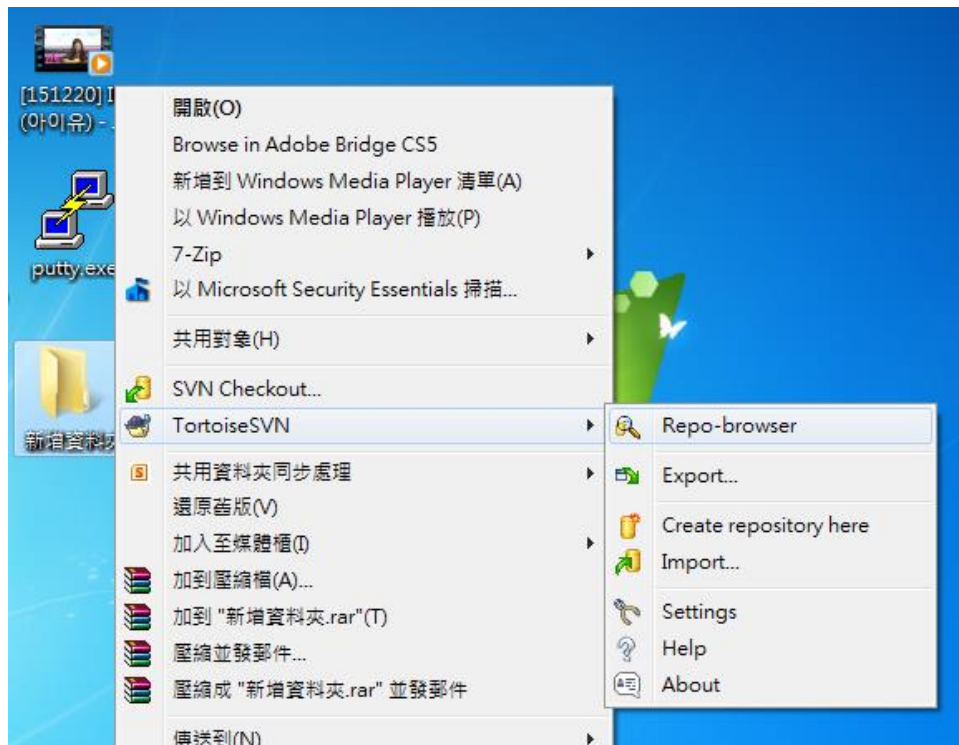 [151220] I
(아이유) - .
putty.exe
新增資料夾
開啟(O)
Browse in Adobe Bridge CS5
新增到 Windows Media Player 清單(A)
以 Windows Media Player 播放(P)
7-Zip
以 Microsoft Security Essentials 掃描...
共用對象(H)
SVN Checkout...
TortoiseSVN
共用資料夾同步處理
還原舊版(V)
加入至媒體櫃(I)
加到壓縮檔(A)...
加到 "新增資料夾.rar"(T)
壓縮並發郵件...
壓縮成 "新增資料夾.rar" 並發郵件
傳送到(N)
Repo-browser
Export...
Create repository here
Import...
Settings
Help
About